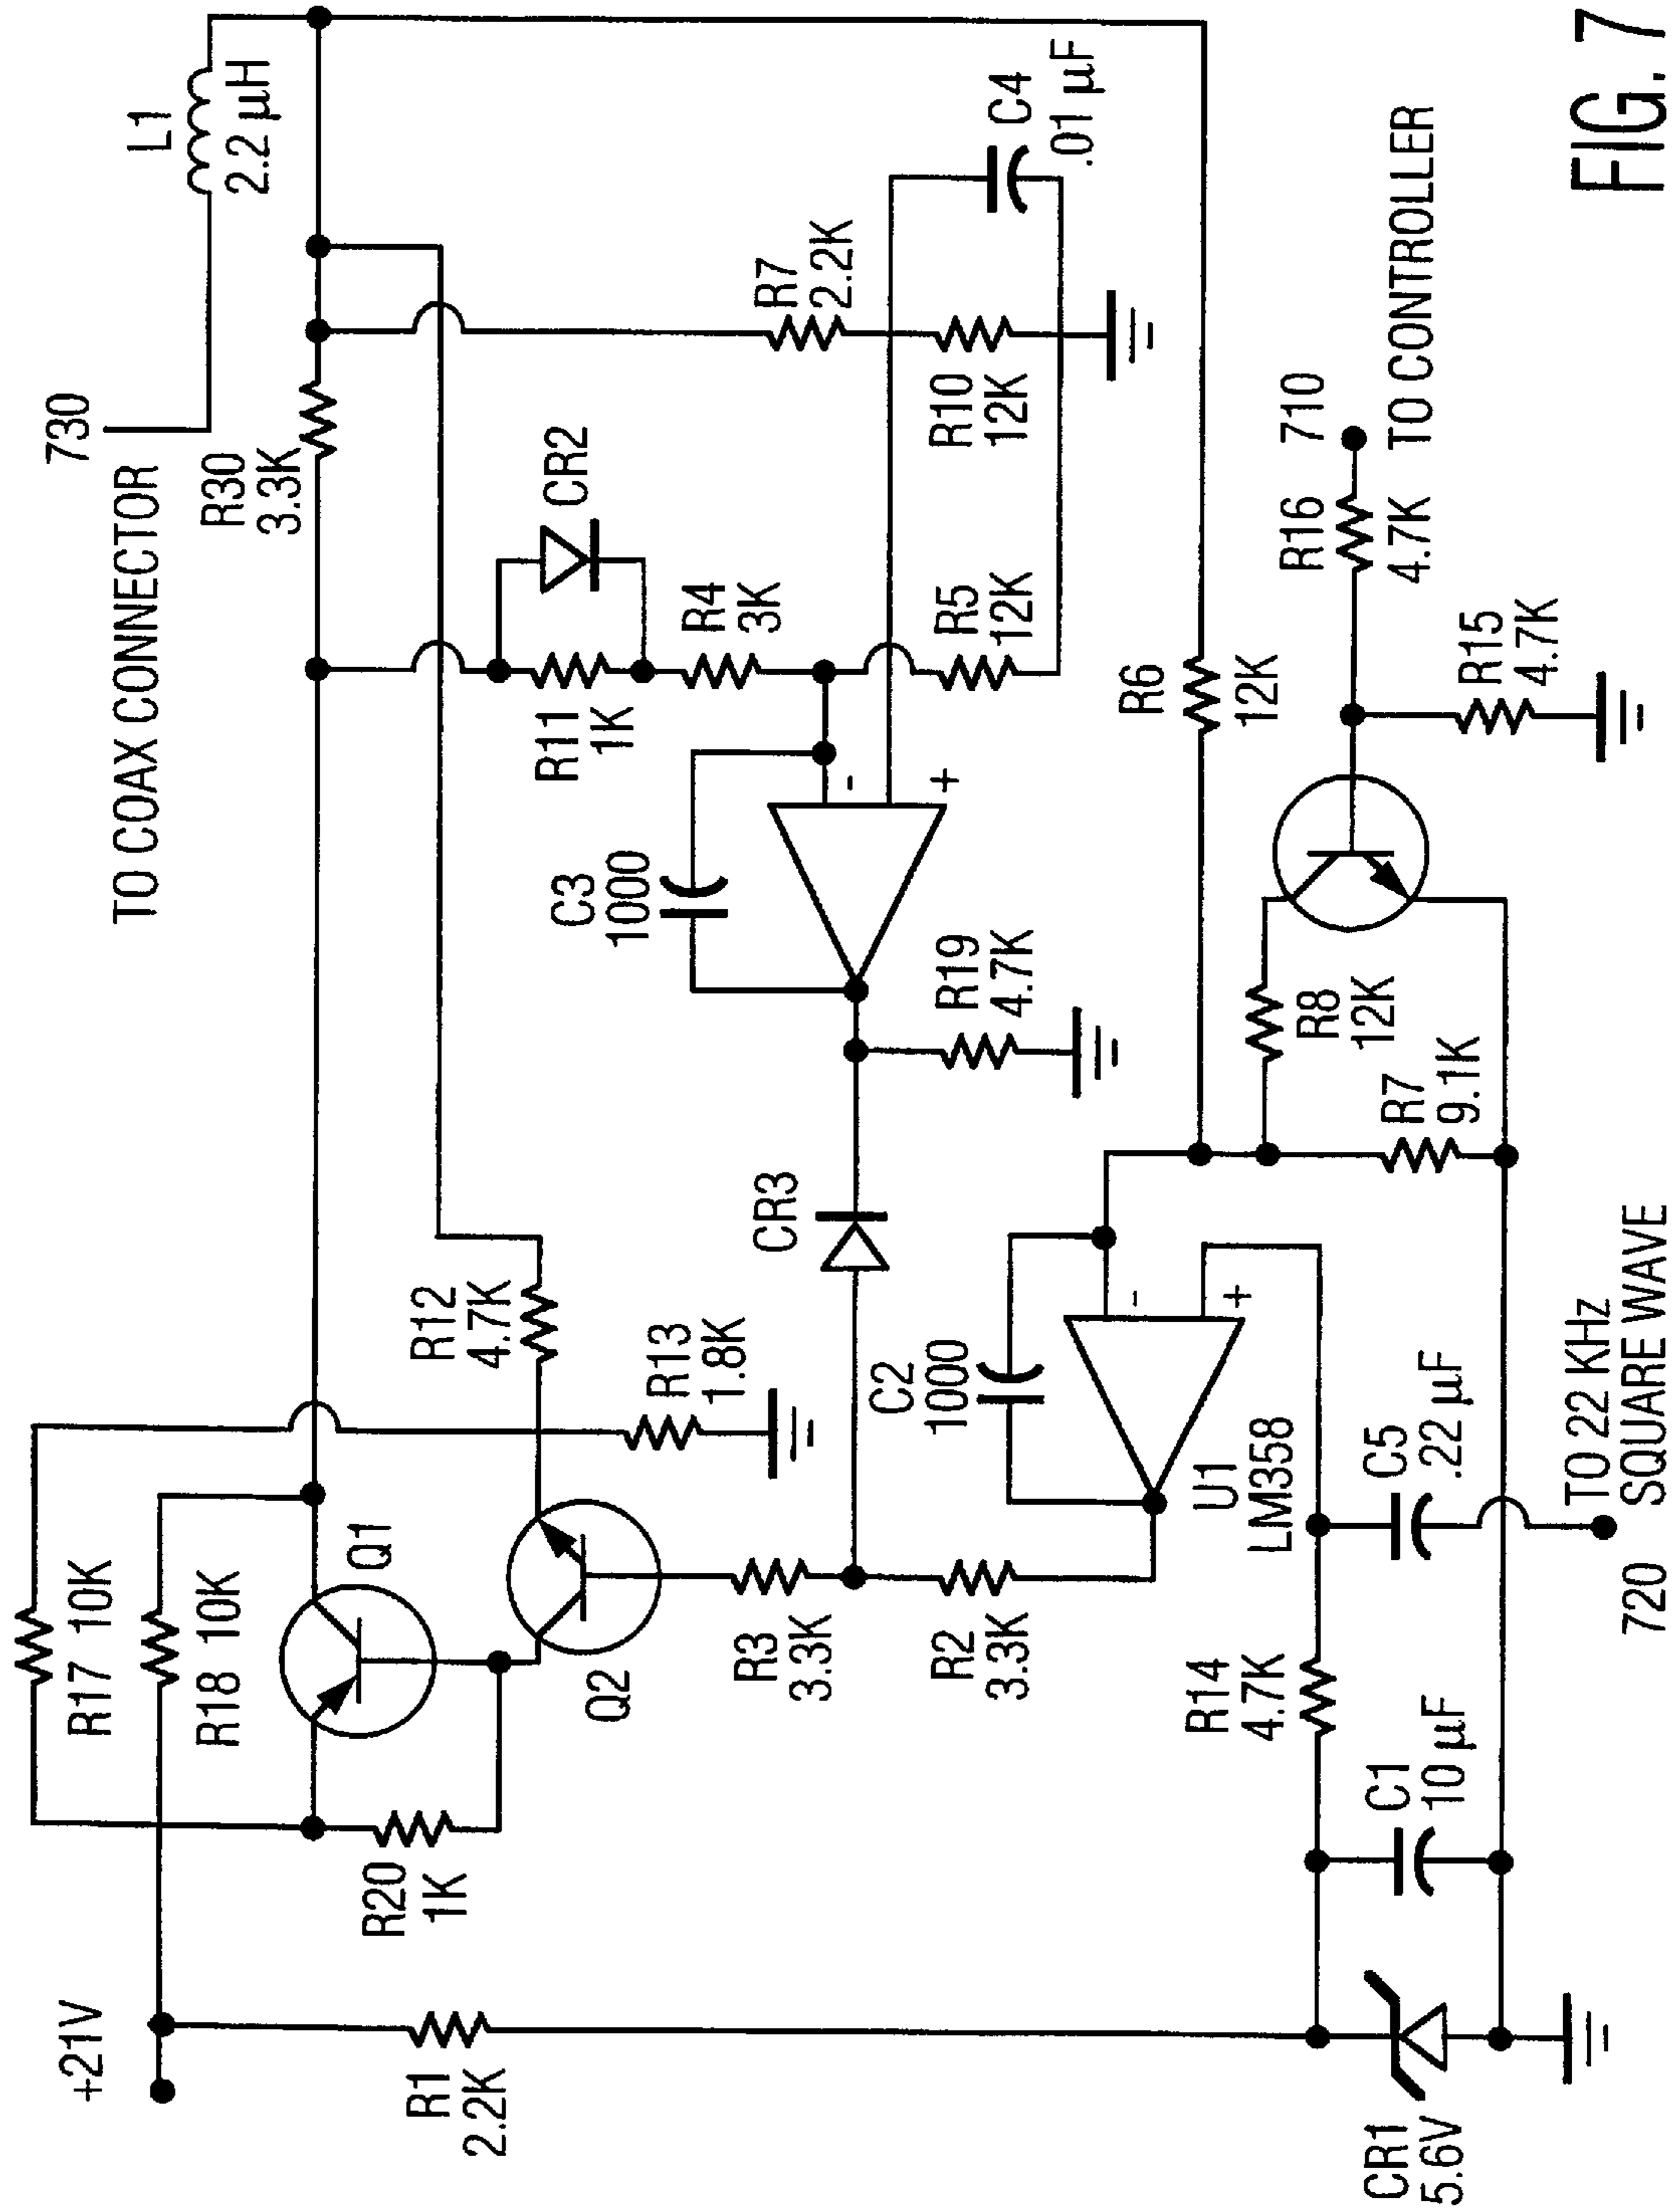 +21V
R17 10K
R18 10K
Q1
R20
1K
R1
2.2K
Q2
R12
4.7K
R13
1.8K
TO COAX CONNECTOR
730
R30
3.3K
L1
2.2 µH
R11
1K
CR2
R4
3K
C3
1000
R7
2.2K
R10
12K
C4
.01 µF
R5
12K
-
+
R19
4.7K
CR3
R3
3.3K
R2
3.3K
C2
1000
-
+
U1
LM358
R6
12K
R14
4.7K
C1
10 µF
CR1
5.6V
C5
.22 µF
720
TO 22 KHz
SQUARE WAVE
R7
9.1K
R8
12K
R16
4.7K
710
TO CONTROLLER
R15
4.7K
FIG. 7